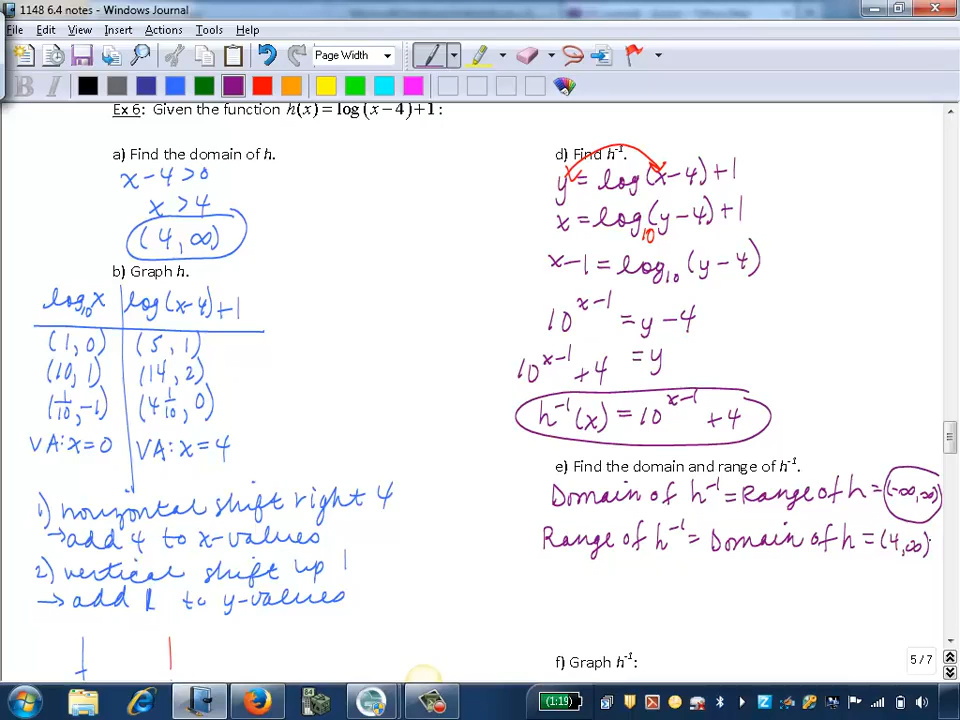 1148 6.4 notes - Windows Journal
File Edit View Insert Actions Tools Help
Page Width
B I
Ex 6: Given the function h(x) = log(x−4)+1:
a) Find the domain of h.
x−4>0
x >4
(4,∞)
b) Graph h.
log₁₀x log(x−4)+1
(1,0) (5,1)
(10,1) (14,2)
(1/10,−1) (4 1/10,0)
VA:x=0 VA:x=4
1) horizontal shift right 4
→add 4 to x-values
2) vertical shift up 1
→add 1 to y-values
d) Find h⁻¹.
y = log(x−4)+1
x = log₁₀(y−4)+1
x−1 = log₁₀(y−4)
10ˣ⁻¹ = y−4
10ˣ⁻¹+4 = y
h⁻¹(x) = 10ˣ⁻¹+4
e) Find the domain and range of h⁻¹.
Domain of h⁻¹ = Range of h = (−∞,∞)
Range of h⁻¹ = Domain of h = (4,∞)
f) Graph h⁻¹:
5 / 7
(1:19)
1:19 PM